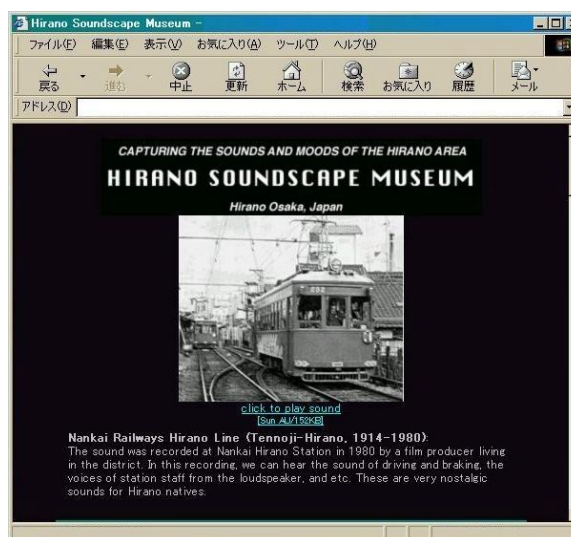 Hirano Soundscape Museum -
ファイル(F) 編集(E) 表示(V) お気に入り(A) ツール(T) ヘルプ(H)
戻る 進む 中止 更新 ホーム 検索 お気に入り 履歴 メール
アドレス(D)
CAPTURING THE SOUNDS AND MOODS OF THE HIRANO AREA
HIRANO SOUNDSCAPE MUSEUM
Hirano Osaka, Japan
252
click to play sound
[Sun AU/152KB]
Nankai Railways Hirano Line (Tennoji-Hirano, 1914-1980):
The sound was recorded at Nankai Hirano Station in 1980 by a film producer living
in the district. In this recording, we can hear the sound of driving and braking, the
voices of station staff from the loudspeaker, and etc. These are very nostalgic
sounds for Hirano natives.